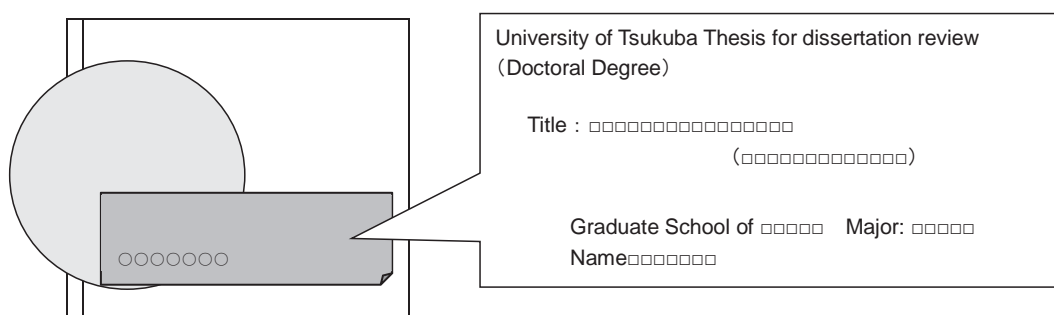 University of Tsukuba Thesis for dissertation review
（Doctoral Degree）
Title：□□□□□□□□□□□□□□□□
（□□□□□□□□□□□□□）
Graduate School of □□□□□ Major: □□□□□
Name□□□□□□□
○○○○○○○